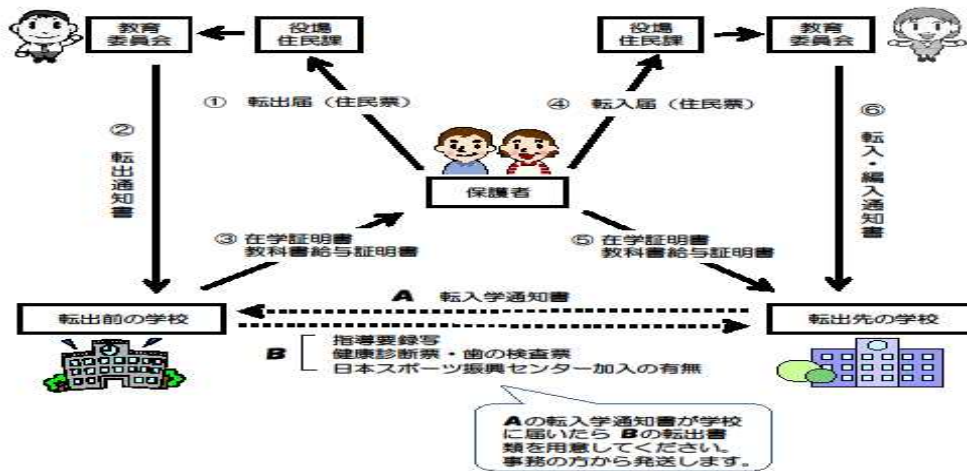 教育
委員会
役場
住民課
役場
住民課
教育
委員会
① 転出届（住民票）
④ 転入届（住民票）
② 転出通知書
⑥ 転入・編入通知書
保護者
③ 在学証明書
教科書給与証明書
⑤ 在学証明書
教科書給与証明書
A 転入学通知書
転出前の学校
転出先の学校
B
指導要録写
健康診断票・歯の検査票
日本スポーツ振興センター加入の有無
Aの転入学通知書が学校
に届いたら Bの転出書
類を用意してください。
事務の方から発送します。